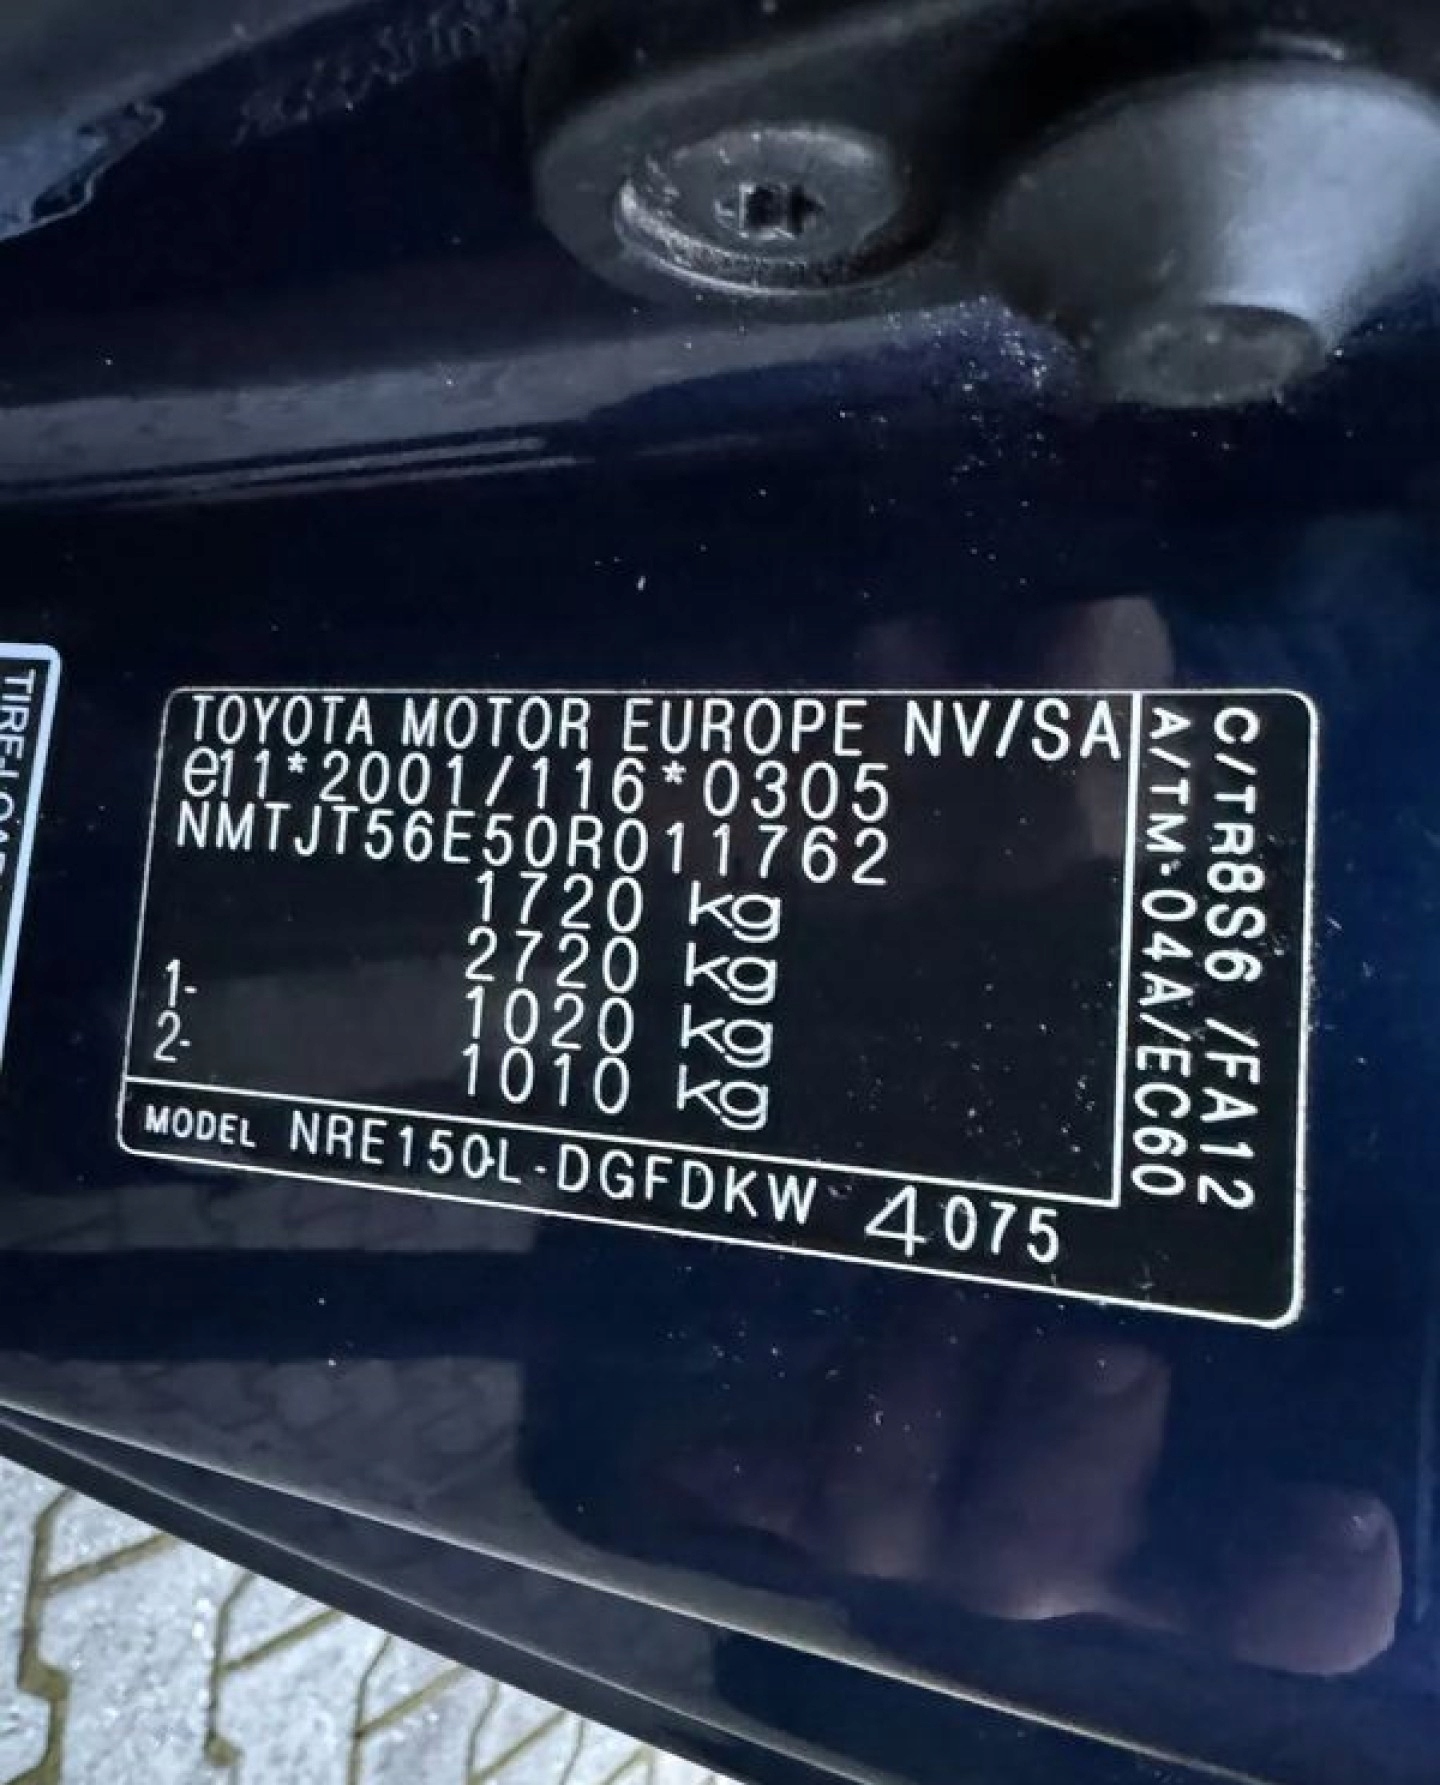 TOYOTA MOTOR EUROPE NV/SA
e11*2001/116*0305
NMTJT56E50R011762
1720 kg
2720 kg
1- 1020 kg
2- 1010 kg
MODEL NRE150L-DGFDKW 4075
C/TR8S6 /FA12
A/TM-04A/EC60